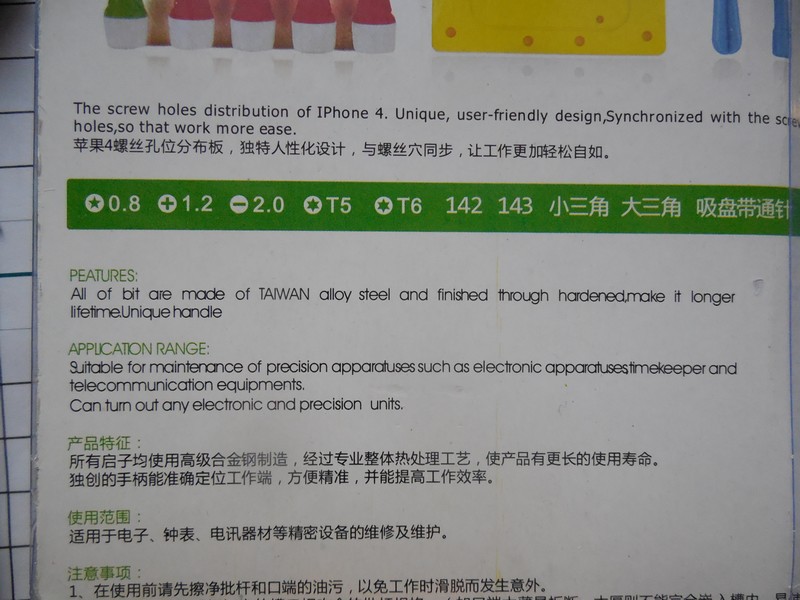 The screw holes distribution of IPhone 4. Unique, user-friendly design,Synchronized with the
holes,so that work more ease.
苹果4螺丝孔位分布板，独特人性化设计，与螺丝穴同步，让工作更加轻松自如。
0.8 1.2 2.0 T5 T6 142 143 小三角 大三角 吸盘带通针
PEATURES:
All of bit are made of TAIWAN alloy steel and finished through hardened,make it longer
lifetime.Unique handle
APPLICATION RANGE:
Suitable for maintenance of precision apparatuses such as electronic apparatuses,timekeeper and
telecommunication equipments.
Can turn out any electronic and precision units.
产品特征：
所有启子均使用高级合金钢制造，经过专业整体热处理工艺，使产品有更长的使用寿命。
独创的手柄能准确定位工作端，方便精准，并能提高工作效率。
使用范围：
适用于电子、钟表、电讯器材等精密设备的维修及维护。
注意事项：
1、在使用前请先擦净批杆和口端的油污，以免工作时滑脱而发生意外。